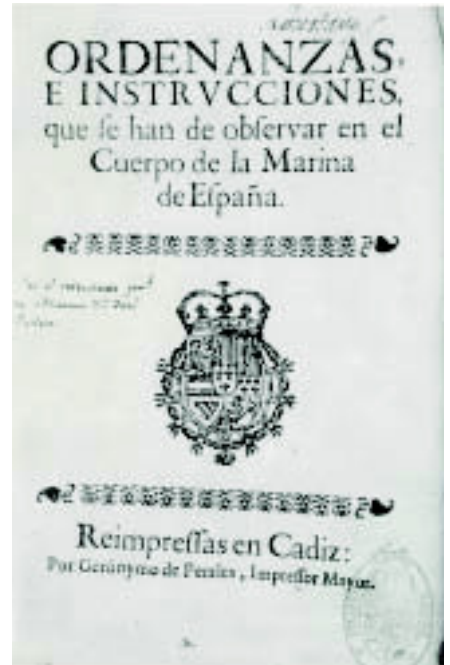 ORDENANZAS,
E INSTRVCCIONES,
que ſe han de obſervar en el
Cuerpo de la Marina
de Eſpaña.
Reimpreſſas en Cadiz:
Por Geronymo de Peralta, Impreſſor Mayor.